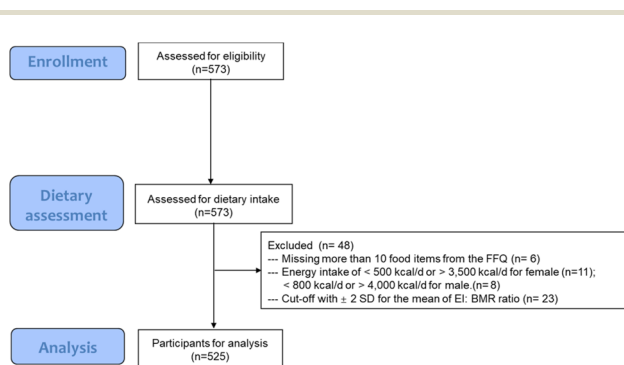 Enrollment
Assessed for eligibility
(n=573)
Dietary
assessment
Assessed for dietary intake
(n=573)
Excluded (n= 48)
--- Missing more than 10 food items from the FFQ (n= 6)
--- Energy intake of < 500 kcal/d or > 3,500 kcal/d for female (n=11);
< 800 kcal/d or > 4,000 kcal/d for male.(n= 8)
--- Cut-off with ± 2 SD for the mean of EI: BMR ratio (n= 23)
Analysis
Participants for analysis
(n=525)